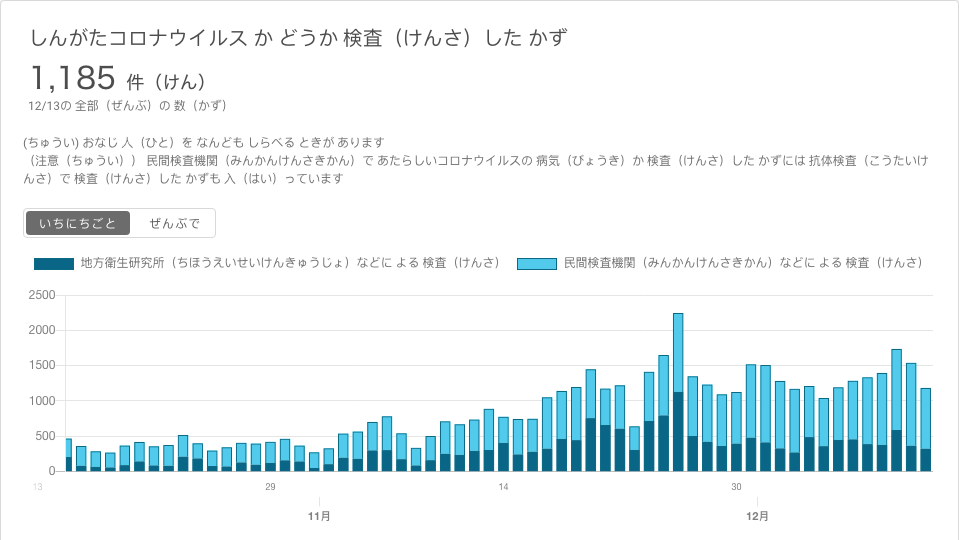 しんがたコロナウイルス か どうか 検査（けんさ）した かず
1,185 件（けん）
12/13の 全部（ぜんぶ）の 数（かず）
(ちゅうい) おなじ 人（ひと）を なんども しらべる ときが あります
（注意（ちゅうい）） 民間検査機関（みんかんけんさきかん）で あたらしいコロナウイルスの 病気（びょうき）か 検査（けんさ）した かずには 抗体検査（こうたいけ
んさ）で 検査（けんさ）した かずも 入（はい）っています
いちにちごと ぜんぶで
地方衛生研究所（ちほうえいせいけんきゅうじょ）などに よる 検査（けんさ） 民間検査機関（みんかんけんさきかん）などに よる 検査（けんさ）
2500
2000
1500
1000
500
0
13 29 14 30
11月 12月